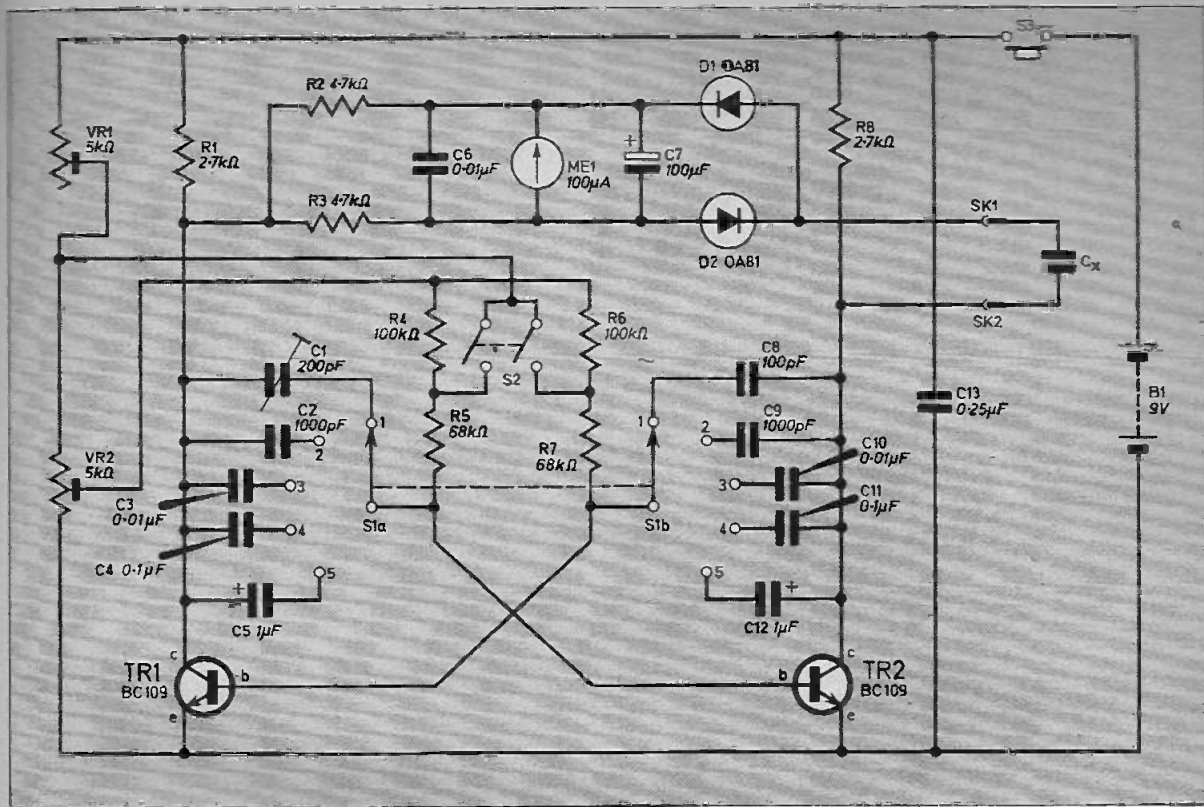 S3
D1 OA81
R2 4·7kΩ
VR1
5kΩ
R1
2·7kΩ
C6
0·01μF
ME1
100μA
+
C7
100μF
R8
2·7kΩ
R3 4·7kΩ
D2 OA81
SK1
Cx
SK2
R4
100kΩ
R6
100kΩ
C1
200pF
S2
C8
100pF
C13
0·25μF
B1
9V
1
1
C2
1000pF
2
R5
68kΩ
R7
68kΩ
2
C9
1000pF
C10
0·01μF
VR2
5kΩ
C3
0·01μF
3
3
C11
0·1μF
4
S1a
S1b
4
C4 0·1μF
5
5
+
C5 1μF
+
C12 1μF
TR1
BC109
c
b
e
TR2
BC109
c
b
e